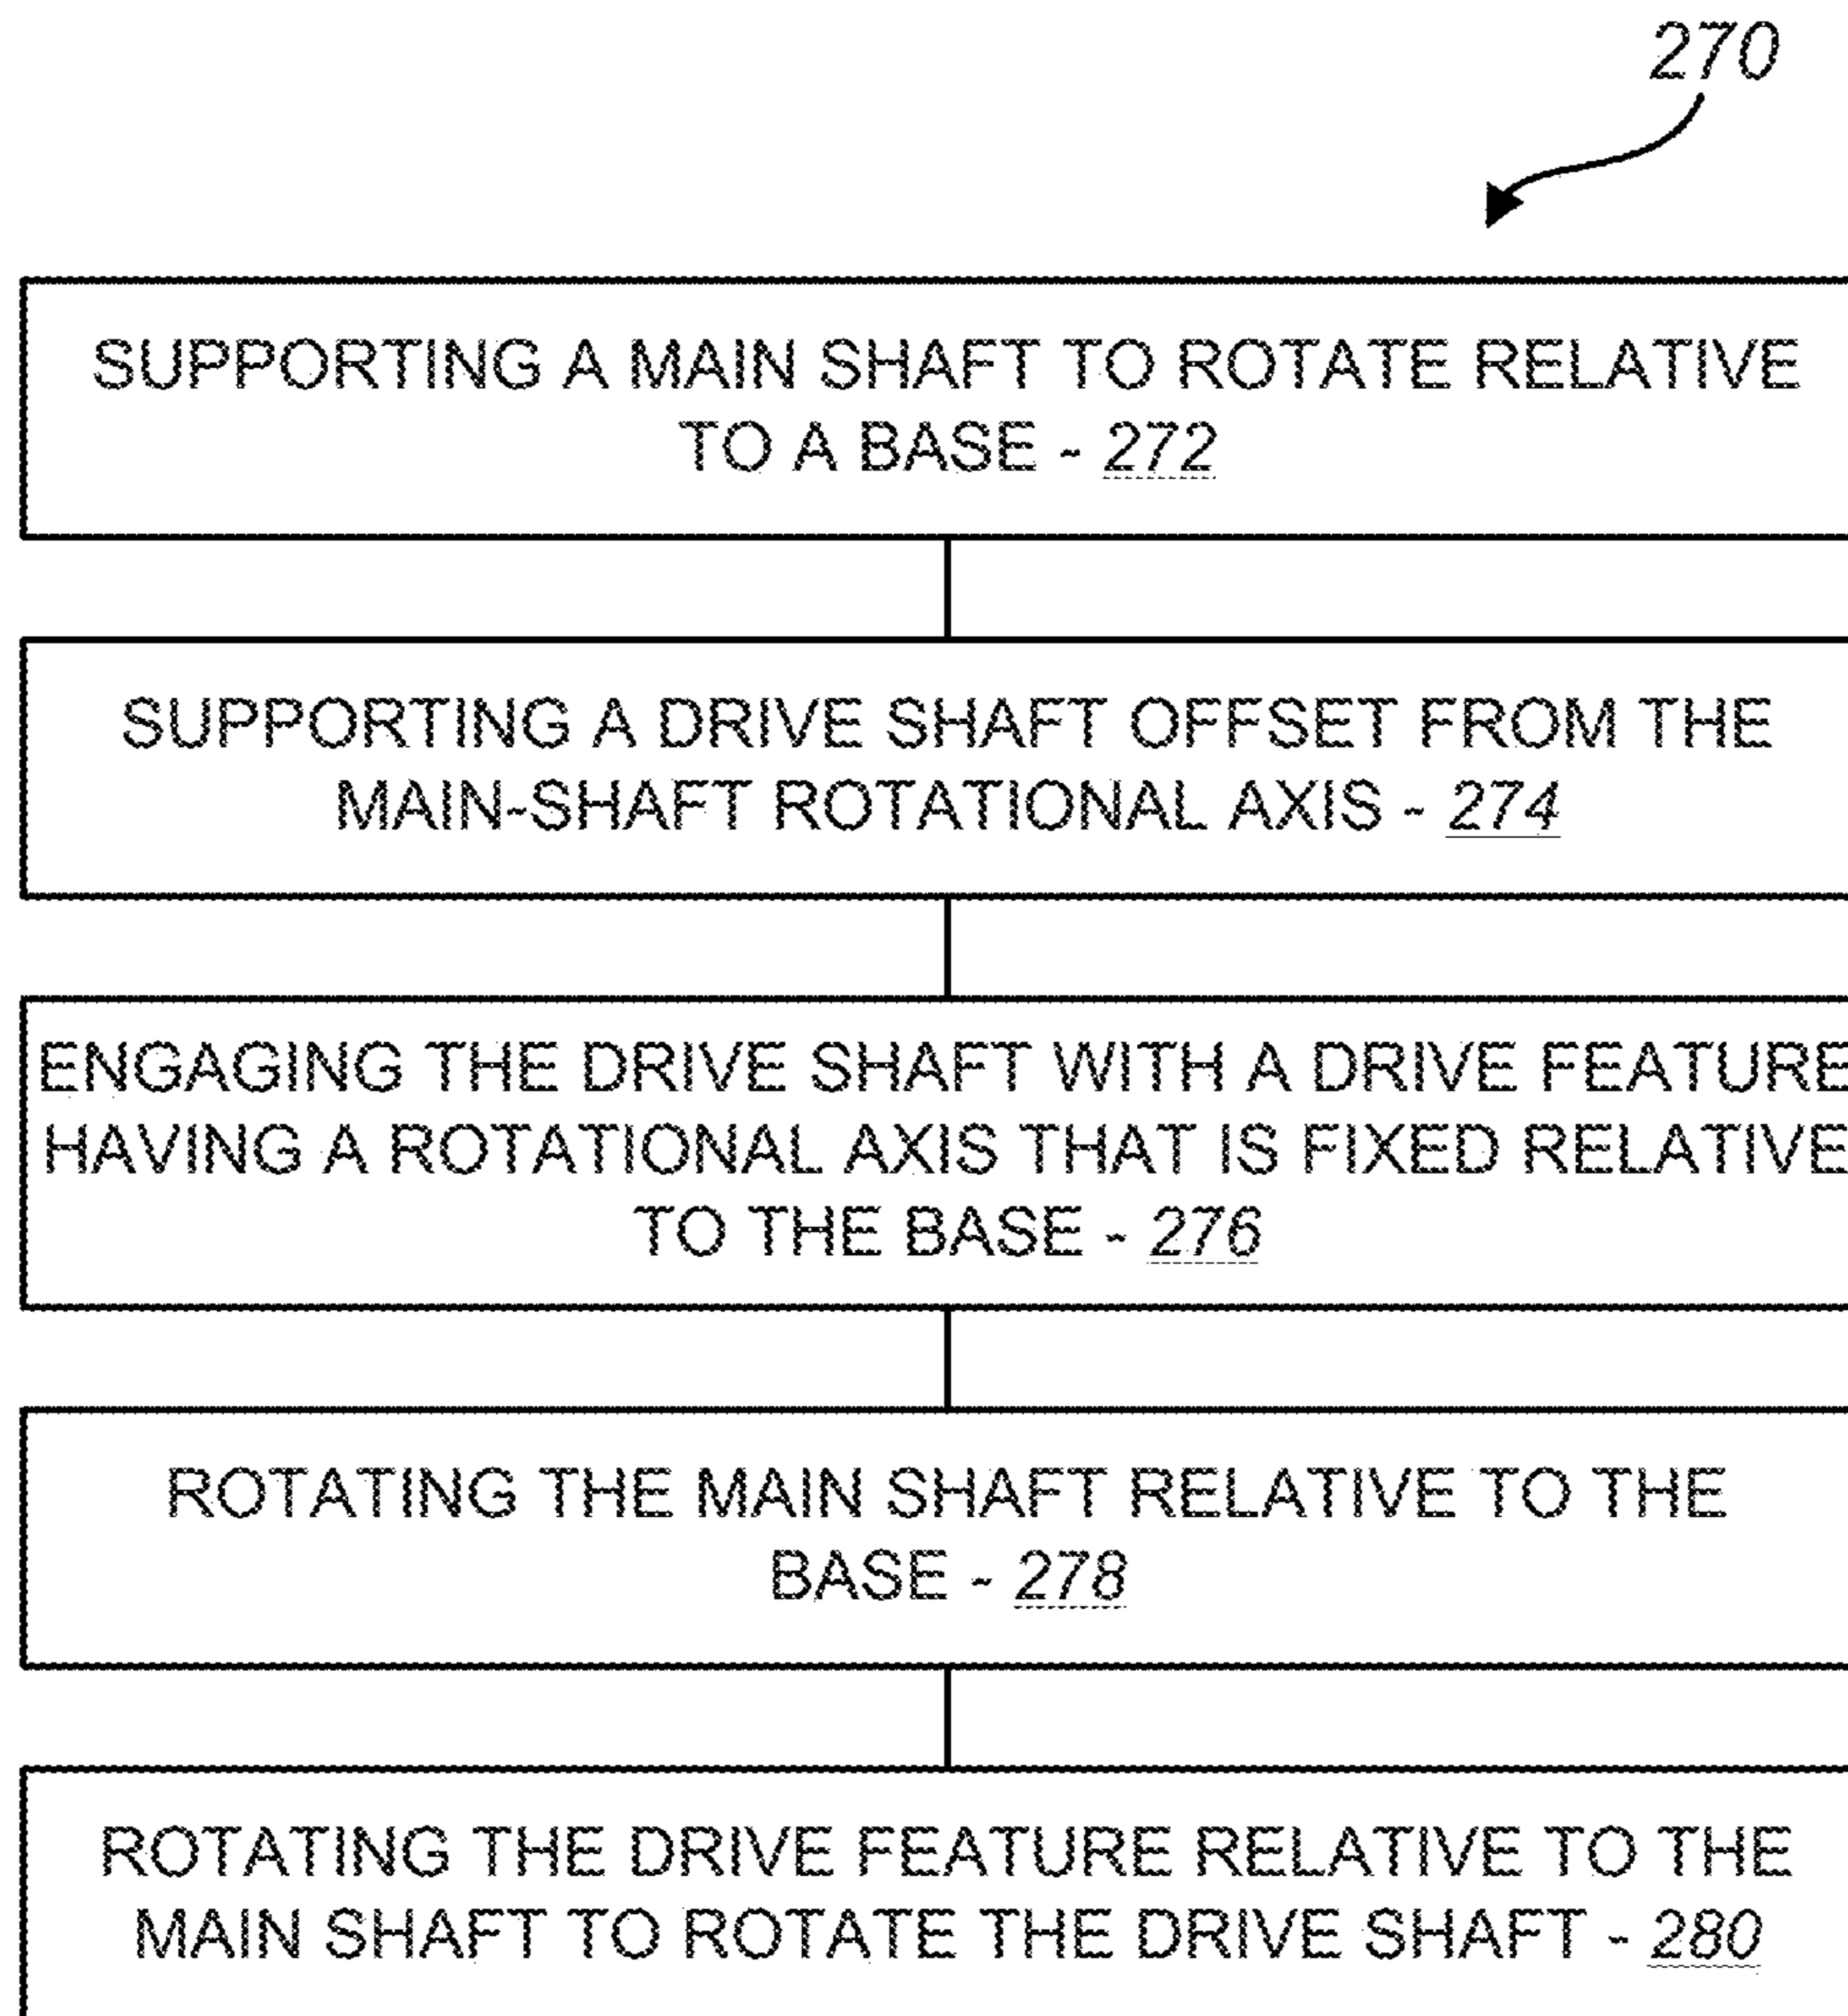 270
SUPPORTING A MAIN SHAFT TO ROTATE RELATIVE
TO A BASE - 272
SUPPORTING A DRIVE SHAFT OFFSET FROM THE
MAIN-SHAFT ROTATIONAL AXIS - 274
ENGAGING THE DRIVE SHAFT WITH A DRIVE FEATURE
HAVING A ROTATIONAL AXIS THAT IS FIXED RELATIVE
TO THE BASE - 276
ROTATING THE MAIN SHAFT RELATIVE TO THE
BASE - 278
ROTATING THE DRIVE FEATURE RELATIVE TO THE
MAIN SHAFT TO ROTATE THE DRIVE SHAFT - 280